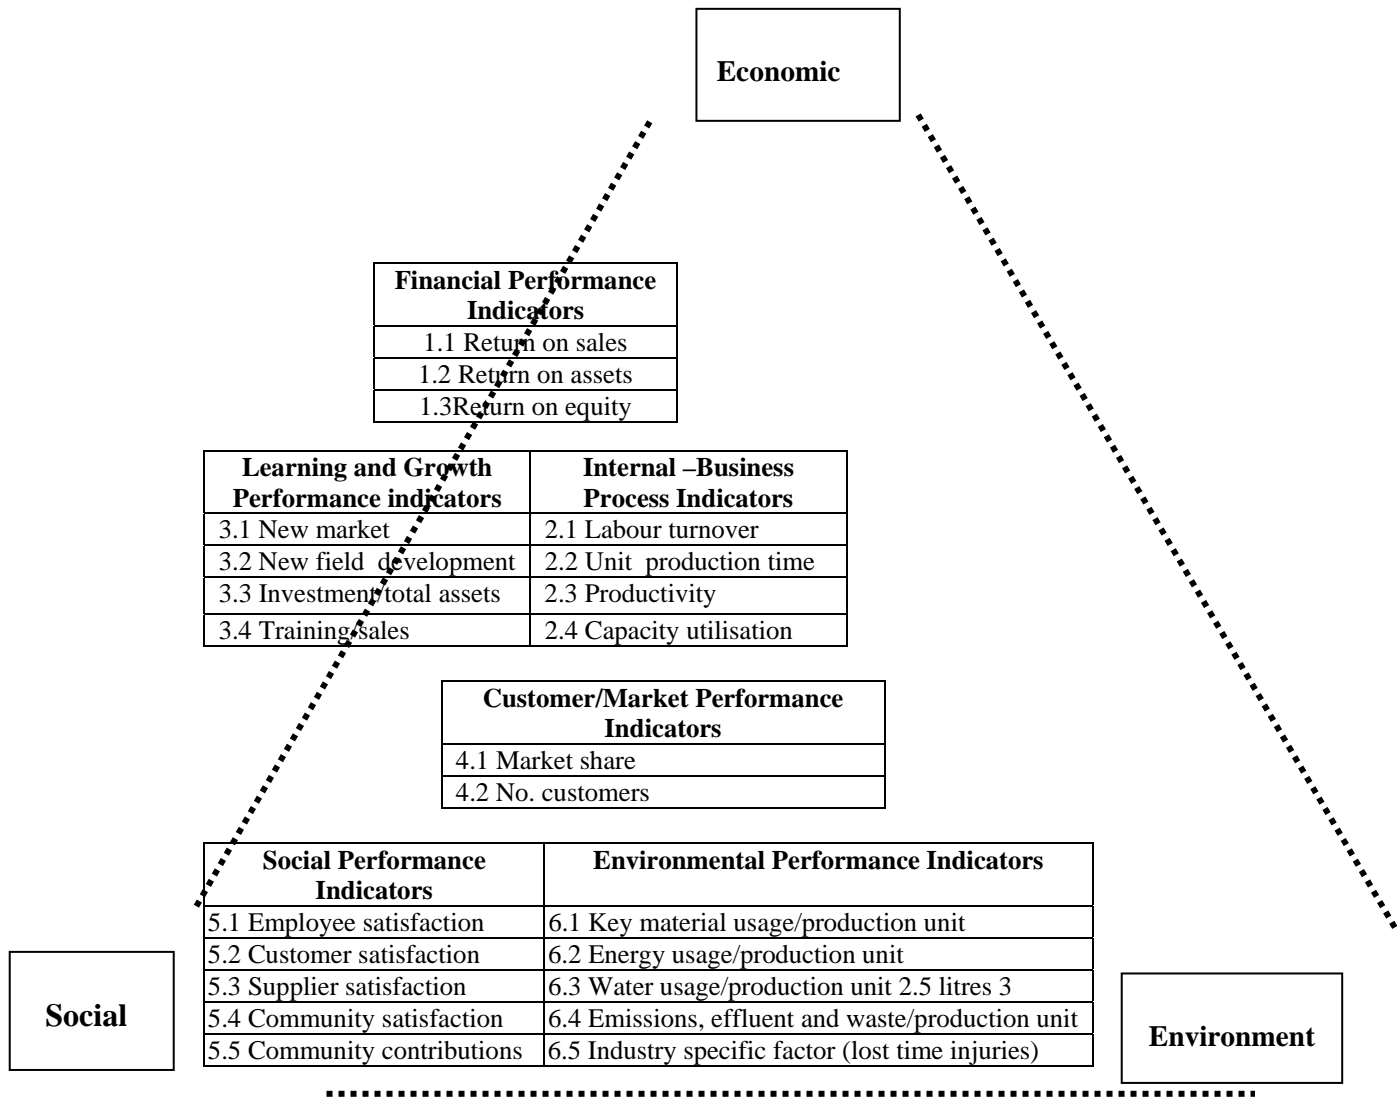 Economic
Financial Performance
Indicators
1.1 Return on sales
1.2 Return on assets
1.3Return on equity
Learning and Growth
Performance indicators
Internal –Business
Process Indicators
3.1 New market
2.1 Labour turnover
3.2 New field  development
2.2 Unit  production time
3.3 Investment/total assets
2.3 Productivity
3.4 Training/sales
2.4 Capacity utilisation
Customer/Market Performance
Indicators
4.1 Market share
4.2 No. customers
Social Performance
Indicators
Environmental Performance Indicators
5.1 Employee satisfaction
6.1 Key material usage/production unit
5.2 Customer satisfaction
6.2 Energy usage/production unit
5.3 Supplier satisfaction
6.3 Water usage/production unit 2.5 litres 3
5.4 Community satisfaction
6.4 Emissions, effluent and waste/production unit
5.5 Community contributions
6.5 Industry specific factor (lost time injuries)
Social
Environment